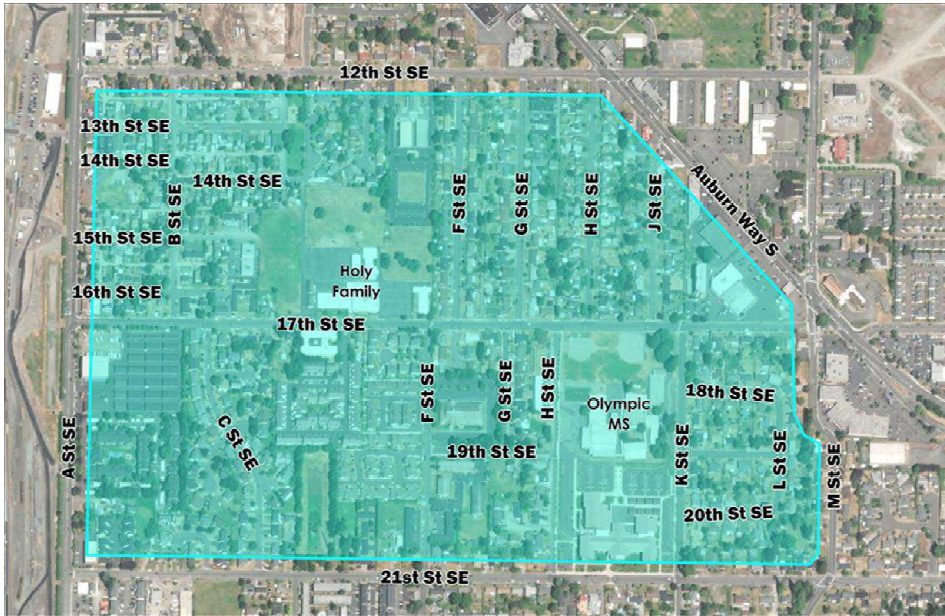 12th St SE
13th St SE
14th St SE
14th St SE
B St SE
F St SE
G St SE
H St SE
J St SE
Auburn Way S
15th St SE
16th St SE
Holy
Family
17th St SE
A St SE
C St SE
F St SE
G St SE
H St SE
Olympic
MS
18th St SE
19th St SE
K St SE
L St SE
M St SE
20th St SE
21st St SE